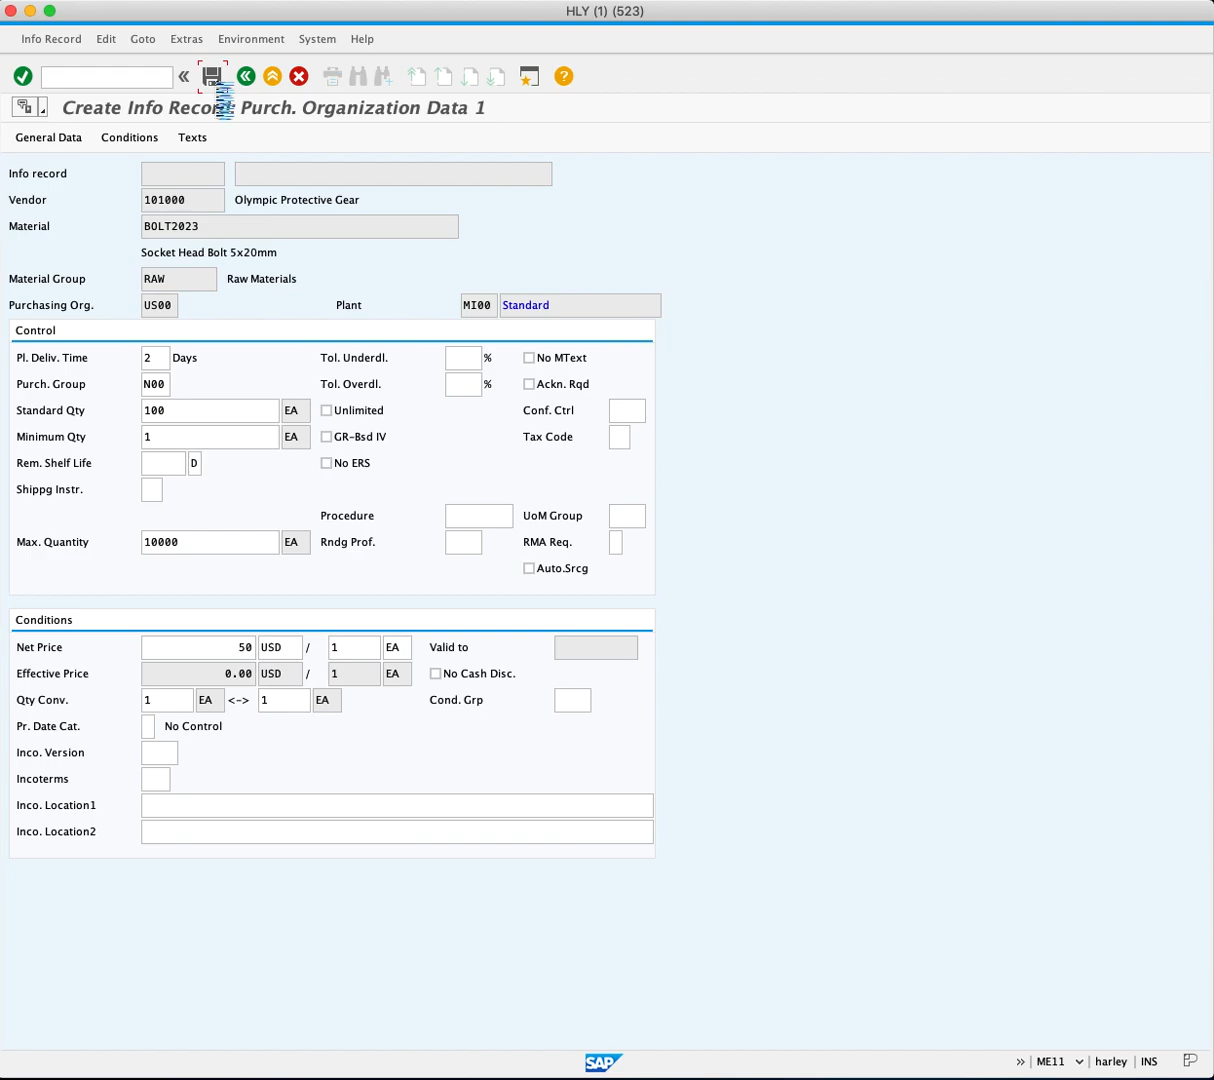 HLY (1) (523)
Info Record Edit Goto Extras Environment System Help
Create Info Record: Purch. Organization Data 1
General Data Conditions Texts
Info record
Vendor 101000 Olympic Protective Gear
Material BOLT2023
Socket Head Bolt 5x20mm
Material Group RAW Raw Materials
Purchasing Org. US00 Plant MI00 Standard
Control
Pl. Deliv. Time 2 Days Tol. Underdl. % No MText
Purch. Group N00 Tol. Overdl. % Ackn. Rqd
Standard Qty 100 EA Unlimited Conf. Ctrl
Minimum Qty 1 EA GR-Bsd IV Tax Code
Rem. Shelf Life D No ERS
Shippg Instr.
Procedure UoM Group
Max. Quantity 10000 EA Rndg Prof. RMA Req.
Auto.Srcg
Conditions
Net Price 50 USD / 1 EA Valid to
Effective Price 0.00 USD / 1 EA No Cash Disc.
Qty Conv. 1 EA <-> 1 EA Cond. Grp
Pr. Date Cat. No Control
Inco. Version
Incoterms
Inco. Location1
Inco. Location2
SAP ME11 harley INS